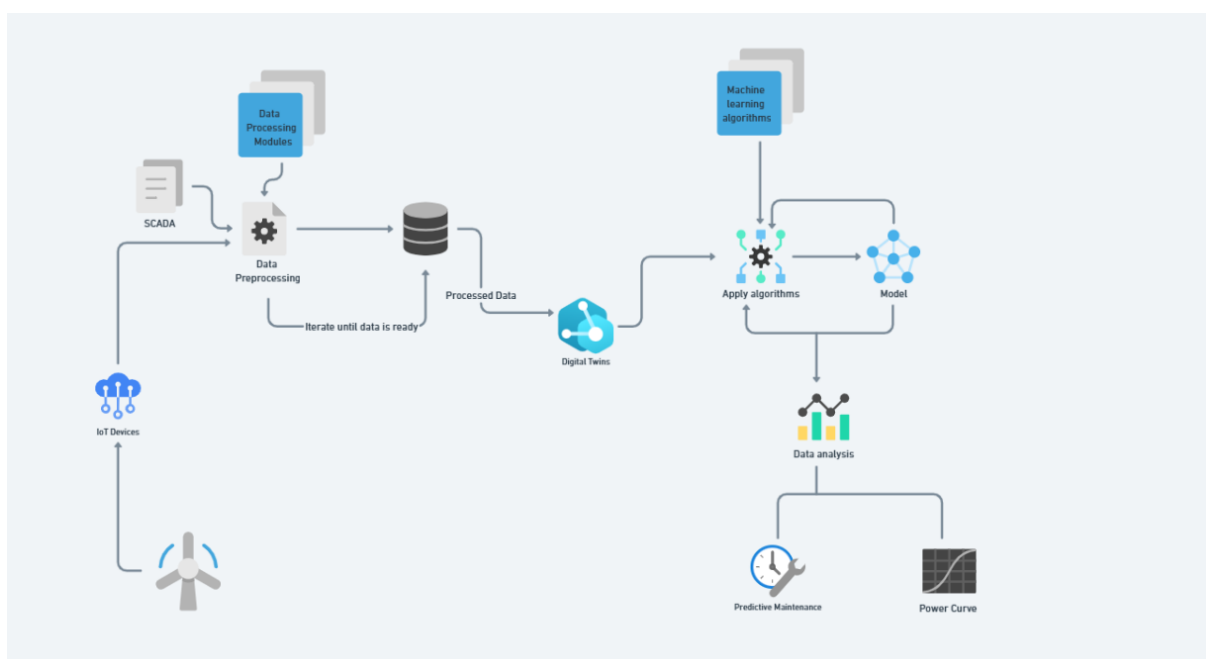 Data
Processing
Modules
Machine
learning
algorithms
SCADA
Data
Preprocessing
Iterate until data is ready
Processed Data
Digital Twins
Apply algorithms
Model
IoT Devices
Data analysis
Predictive Maintenance
Power Curve